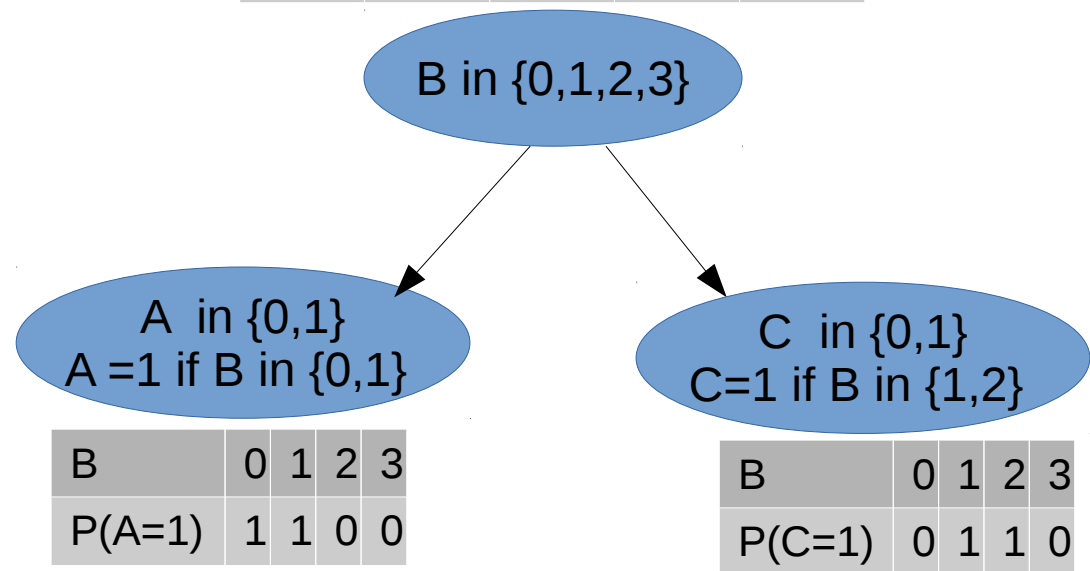 B in {0,1,2,3}
A in {0,1}
A =1 if B in {0,1}
C in {0,1}
C=1 if B in {1,2}
B 0 1 2 3
P(A=1) 1 1 0 0
B 0 1 2 3
P(C=1) 0 1 1 0